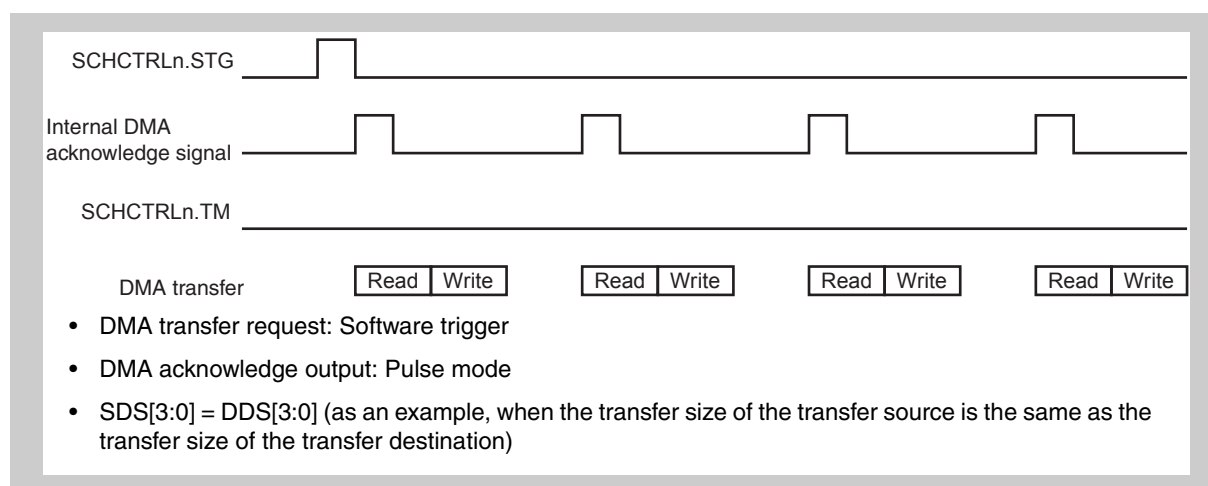 SCHCTRLn.STG
Internal DMA
acknowledge signal
SCHCTRLn.TM
DMA transfer Read Write Read Write Read Write Read Write
• DMA transfer request: Software trigger
• DMA acknowledge output: Pulse mode
• SDS[3:0] = DDS[3:0] (as an example, when the transfer size of the transfer source is the same as the
transfer size of the transfer destination)